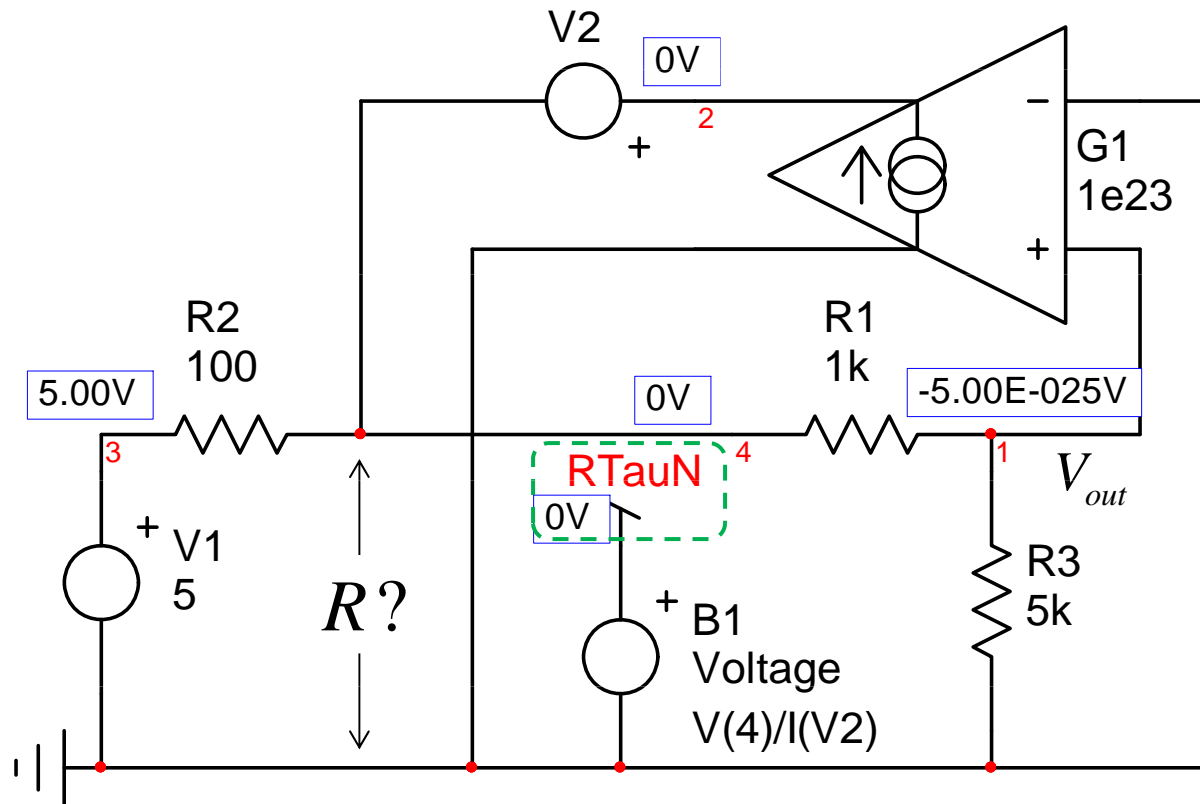 V2
0V
2
−
G1
1e23
+
+
R2
100
R1
1k
5.00V
0V
-5.00E-025V
3
4
1
RTauN
Vout
0V
+
V1
5
R?
+
B1
Voltage
V(4)/I(V2)
R3
5k